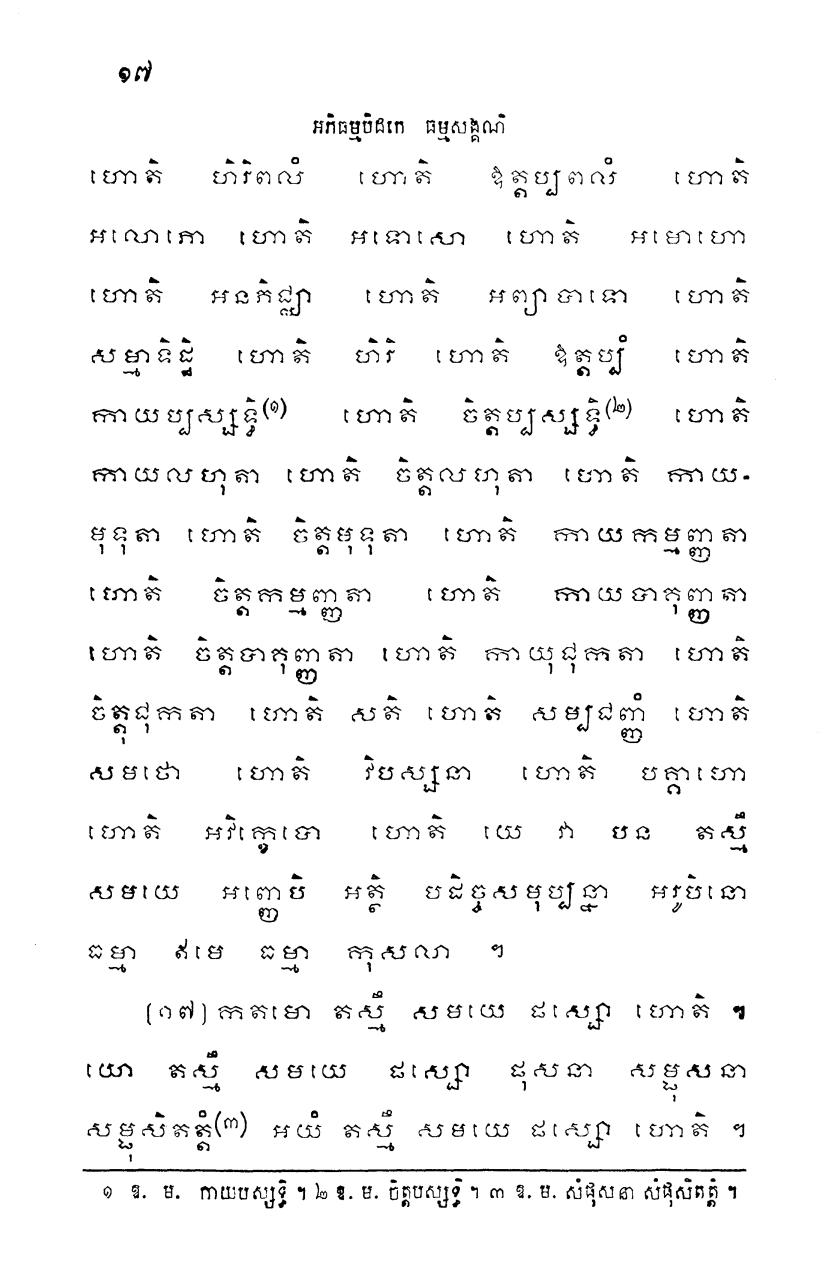 ១៧
អភិធម្មបិដកេ ធម្មសង្គណិ
ហោតិ ហិរិពលំ ហោតិ ឱត្តប្បពលំ ហោតិ
អលោភោ ហោតិ អទោសោ ហោតិ អមោហោ
ហោតិ អនភិជ្ឈា ហោតិ អព្យាបាទោ ហោតិ
សម្មាទិដ្ឋិ ហោតិ ហិរិ ហោតិ ឱត្តប្បំ ហោតិ
កាយប្បស្សទ្ធិ(១) ហោតិ ចិត្តប្បស្សទ្ធិ(២) ហោតិ
កាយលហុតា ហោតិ ចិត្តលហុតា ហោតិ កាយ-
មុទុតា ហោតិ ចិត្តមុទុតា ហោតិ កាយកម្មញ្ញតា
ហោតិ ចិត្តកម្មញ្ញតា ហោតិ កាយបាគុញ្ញតា
ហោតិ ចិត្តបាគុញ្ញតា ហោតិ កាយុជុកតា ហោតិ
ចិត្តុជុកតា ហោតិ សតិ ហោតិ សម្បជញ្ញំ ហោតិ
សមថោ ហោតិ វិបស្សនា ហោតិ បគ្គាហោ
ហោតិ អវិក្ខេបោ ហោតិ យេ វា បន តស្មឹ
សមយេ អញ្ញេបិ អត្ថិ បដិច្ចសមុប្បន្នា អរូបិនោ
ធម្មា ឥមេ ធម្មា កុសលា ។
(១៧) កតមោ តស្មឹ សមយេ ផស្សោ ហោតិ ។
យោ តស្មឹ សមយេ ផស្សោ ផុសនា សម្ផុសនា
សម្ផុសិតត្តំ(៣) អយំ តស្មឹ សមយេ ផស្សោ ហោតិ ។
១ ឧ. ម. កាយបស្សទ្ធិ ។ ២ ឧ. ម. ចិត្តបស្សទ្ធិ ។ ៣ ឧ. ម. សំផុសនា សំផុសិតត្តំ ។